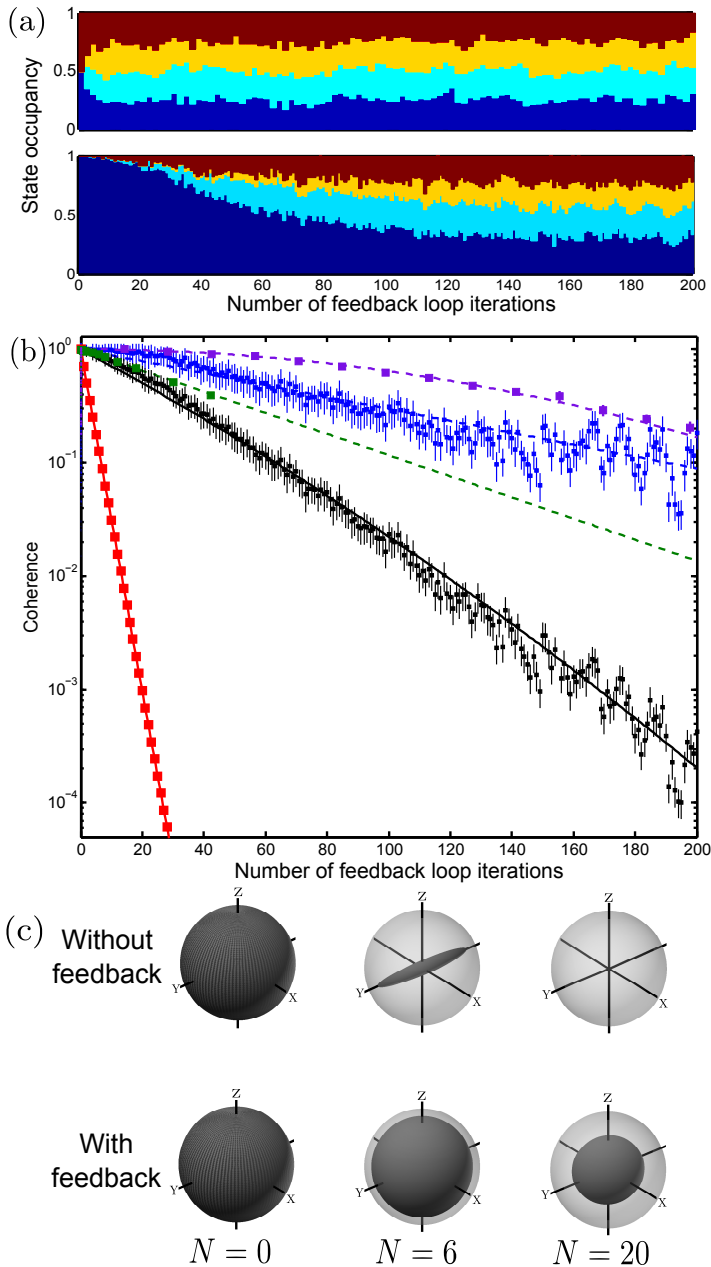 (a)
1
0.5
0
State occupancy
1
0.5
0
0 20 40 60 80 100 120 140 160 180 200
Number of feedback loop iterations
(b)
10^0
10^-1
10^-2
10^-3
10^-4
Coherence
0 20 40 60 80 100 120 140 160 180 200
Number of feedback loop iterations
(c)
Without
feedback
Z
Y
X
Z
Y
X
Z
Y
X
With
feedback
Z
Y
X
Z
Y
X
Z
Y
X
N = 0
N = 6
N = 20